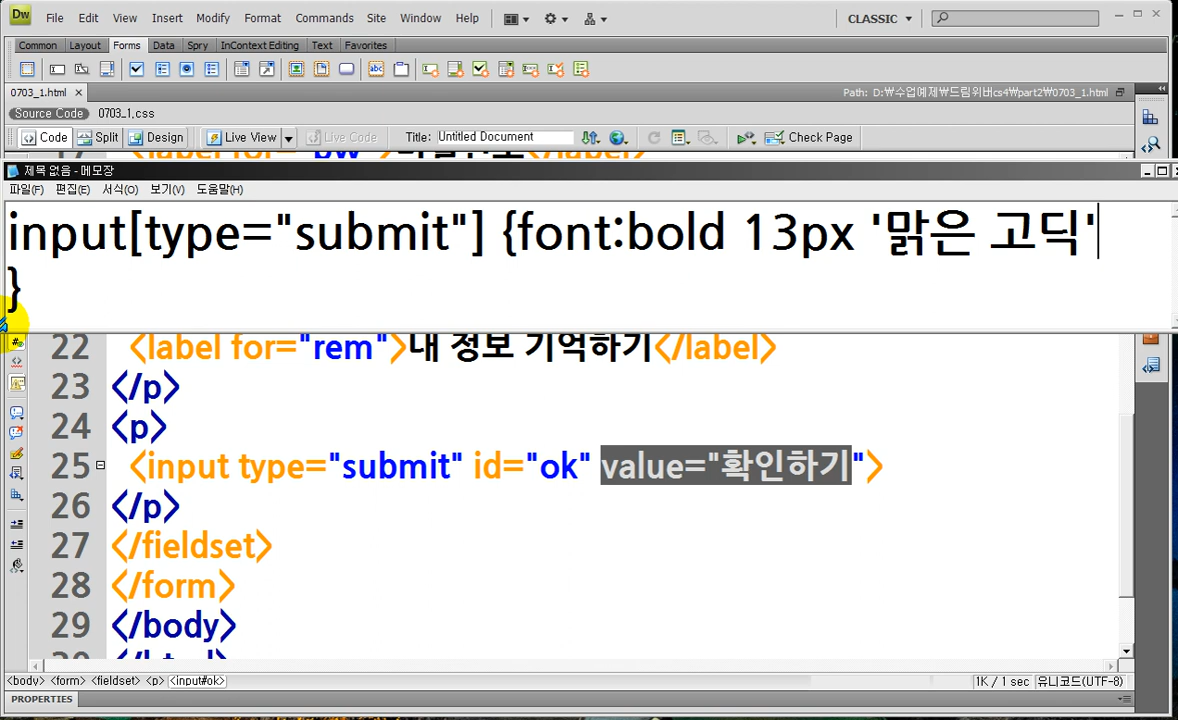 Dw File Edit View Insert Modify Format Commands Site Window Help CLASSIC
Common Layout Forms Data Spry InContext Editing Text Favorites
abc
0703_1.html Path: D:₩수업예제₩드림위버cs4₩part2₩0703_1.html
Source Code 0703_1.css
Code Split Design Live View Live Code Title: Untitled Document Check Page
제목 없음 - 메모장
파일(F) 편집(E) 서식(O) 보기(V) 도움말(H)
input[type="submit"] {font:bold 13px '맑은 고딕'
}
22 <label for="rem">내 정보 기억하기</label>
23 </p>
24 <p>
25 <input type="submit" id="ok" value="확인하기">
26 </p>
27 </fieldset>
28 </form>
29 </body>
<body> <form> <fieldset> <p> <input#ok> 1K / 1 sec 유니코드(UTF-8)
PROPERTIES